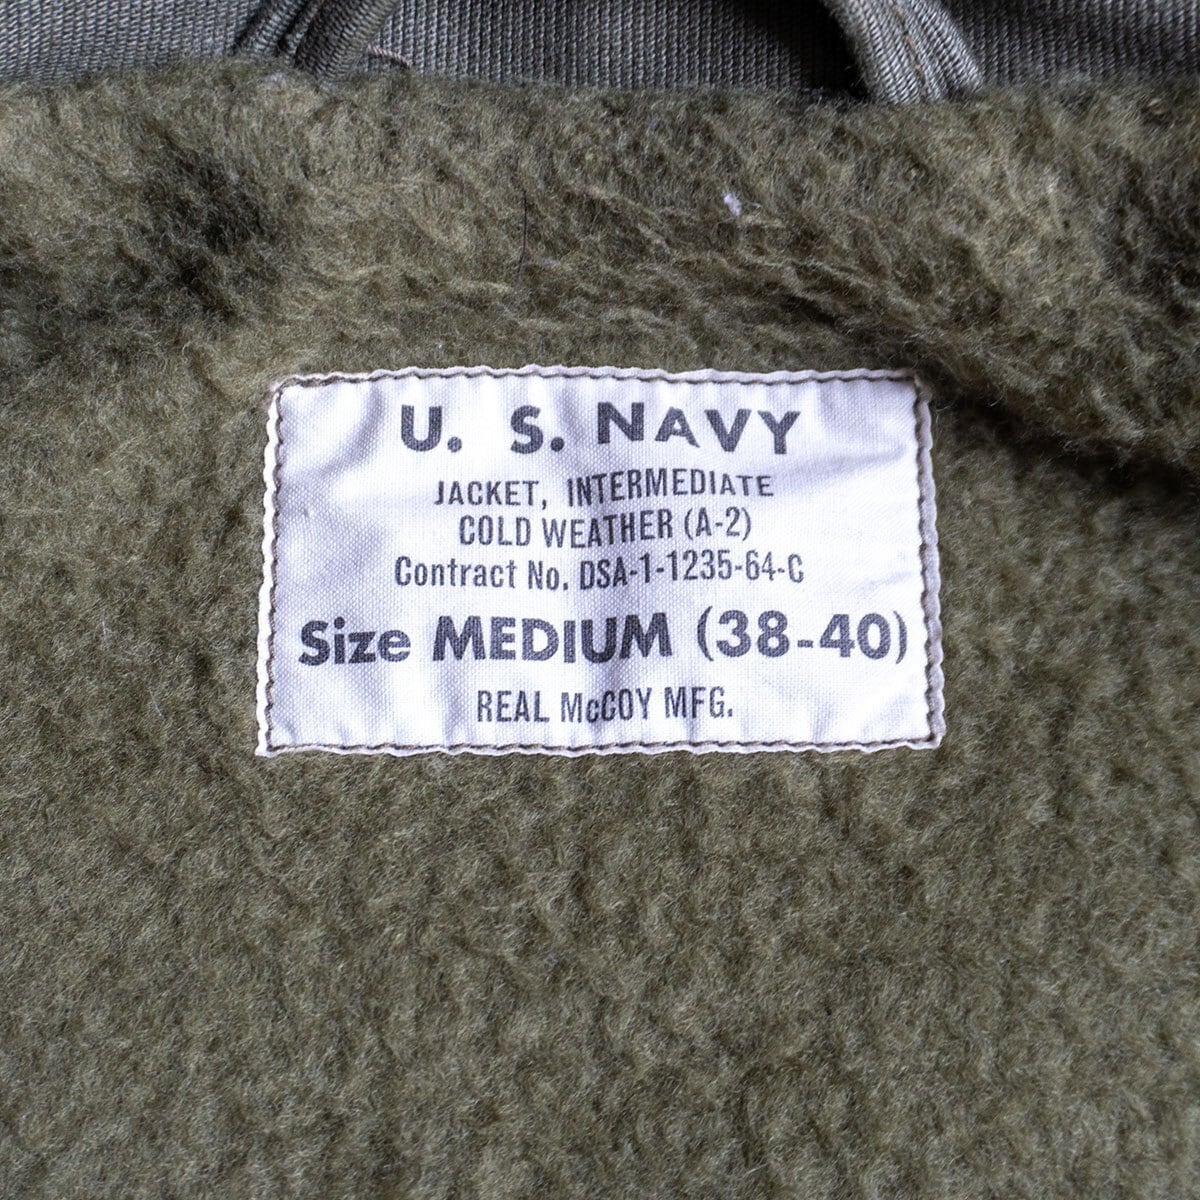 U. S. NAVY
JACKET, INTERMEDIATE
COLD WEATHER (A-2)
Contract No. DSA-1-1235-64-C
Size MEDIUM (38-40)
REAL McCOY MFG.